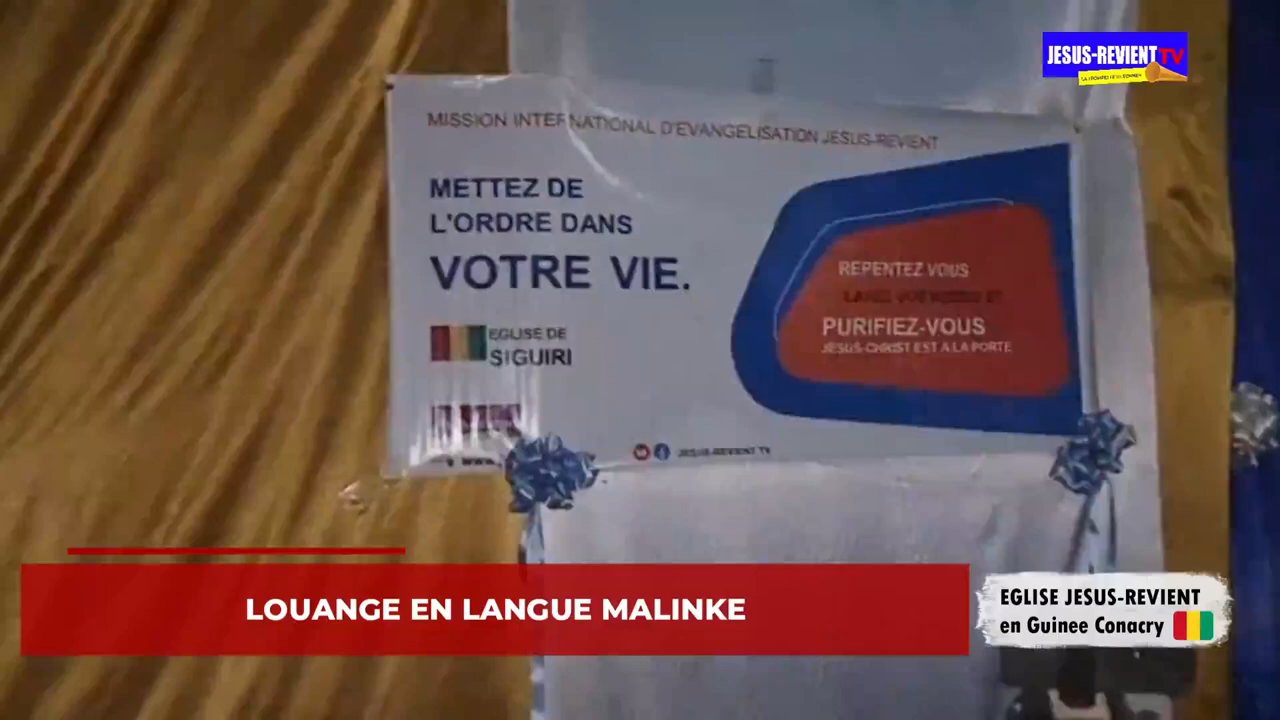 JESUS-REVIENT TV
MISSION INTERNATIONAL D'EVANGELISATION JESUS-REVIENT
METTEZ DE
L'ORDRE DANS
VOTRE VIE.
EGLISE DE
SIGUIRI
REPENTEZ VOUS
PURIFIEZ-VOUS
JESUS-CHRIST EST A LA PORTE
JESUS-REVIENT TV
LOUANGE EN LANGUE MALINKE
EGLISE JESUS-REVIENT
en Guinee Conacry